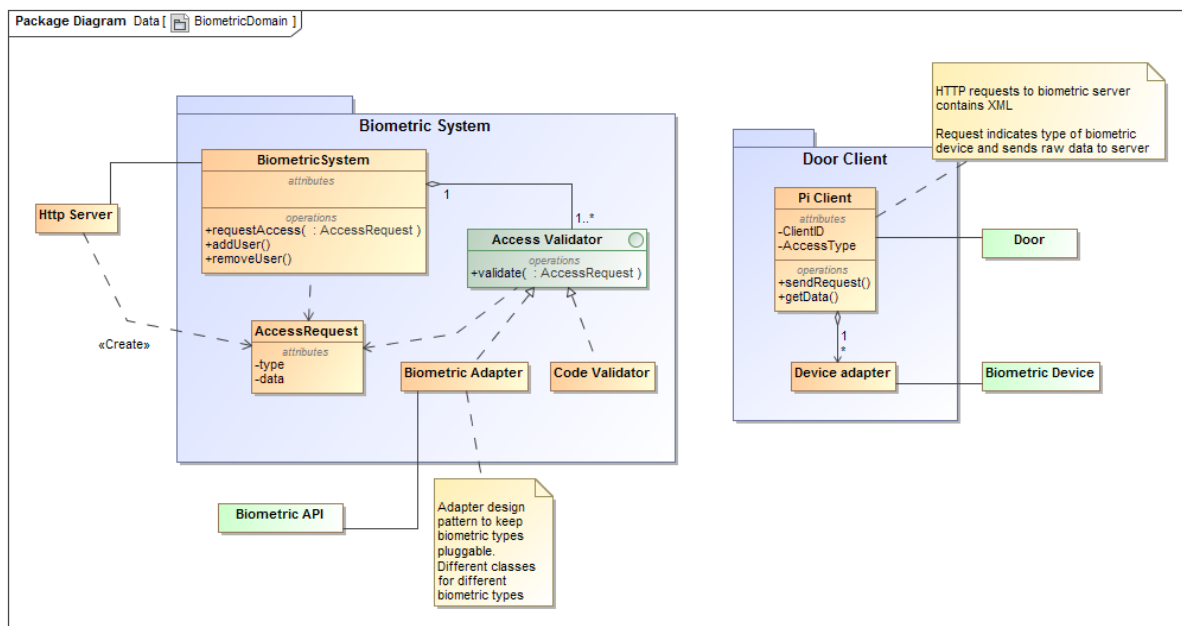 Package Diagram Data [ BiometricDomain ]
Biometric System
BiometricSystem
attributes
operations
+requestAccess( : AccessRequest )
+addUser()
+removeUser()
1
1..*
Http Server
Access Validator
operations
+validate( : AccessRequest )
«Create»
AccessRequest
attributes
-type
-data
Biometric Adapter
Code Validator
Biometric API
Adapter design
pattern to keep
biometric types
pluggable.
Different classes
for different
biometric types
HTTP requests to biometric server
contains XML
Request indicates type of biometric
device and sends raw data to server
Door Client
Pi Client
attributes
-ClientID
-AccessType
operations
+sendRequest()
+getData()
Door
1
*
Device adapter
Biometric Device